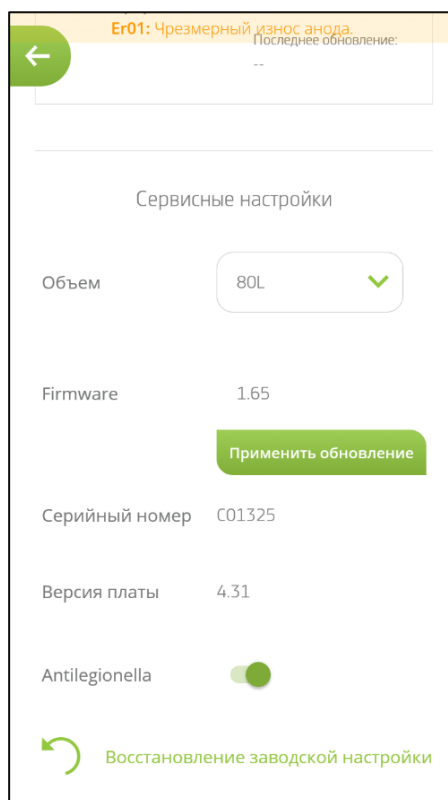 Er01: Чрезмерный износ анода.
Последнее обновление:
--
Сервисные настройки
Объем 80L
Firmware 1.65
Применить обновление
Серийный номер C01325
Версия платы 4.31
Antilegionella
Восстановление заводской настройки